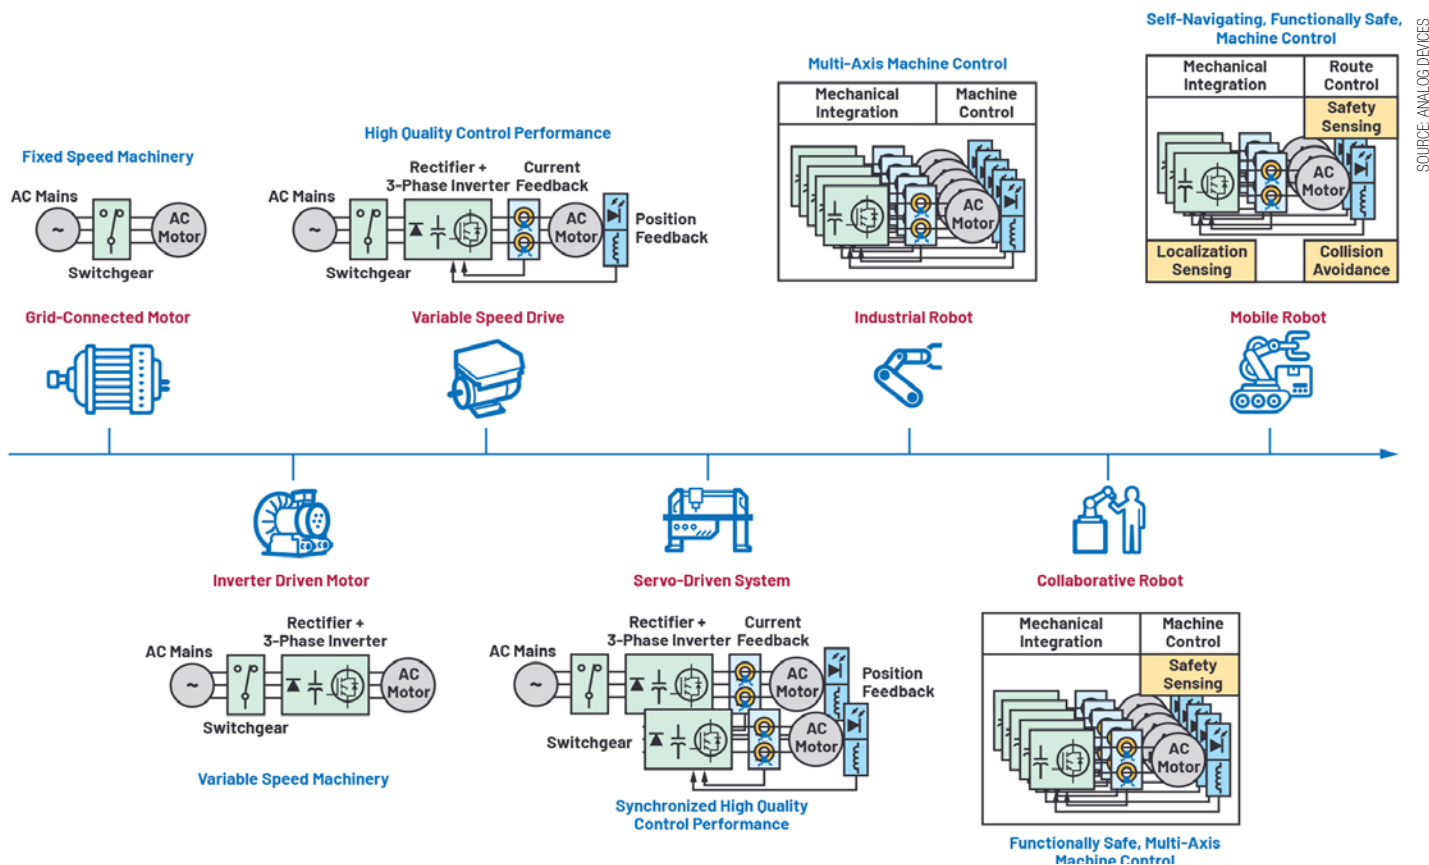 Self-Navigating, Functionally Safe,
Machine Control
Mechanical
Integration
Route
Control
Safety
Sensing
AC
Motor
Localization
Sensing
Collision
Avoidance
Mobile Robot
SOURCE: ANALOG DEVICES
Multi-Axis Machine Control
Mechanical
Integration
Machine
Control
AC
Motor
Industrial Robot
High Quality Control Performance
Rectifier +
3-Phase Inverter
Current
Feedback
AC Mains
~
AC
Motor
Position
Feedback
Switchgear
Variable Speed Drive
Fixed Speed Machinery
AC Mains
~
AC
Motor
Switchgear
Grid-Connected Motor
Inverter Driven Motor
Rectifier +
3-Phase Inverter
AC Mains
~
AC
Motor
Switchgear
Variable Speed Machinery
Servo-Driven System
Rectifier +
3-Phase Inverter
Current
Feedback
AC Mains
~
AC
Motor
Position
Feedback
Switchgear
AC
Motor
Synchronized High Quality
Control Performance
Collaborative Robot
Mechanical
Integration
Machine
Control
Safety
Sensing
AC
Motor
Functionally Safe, Multi-Axis
Machine Control